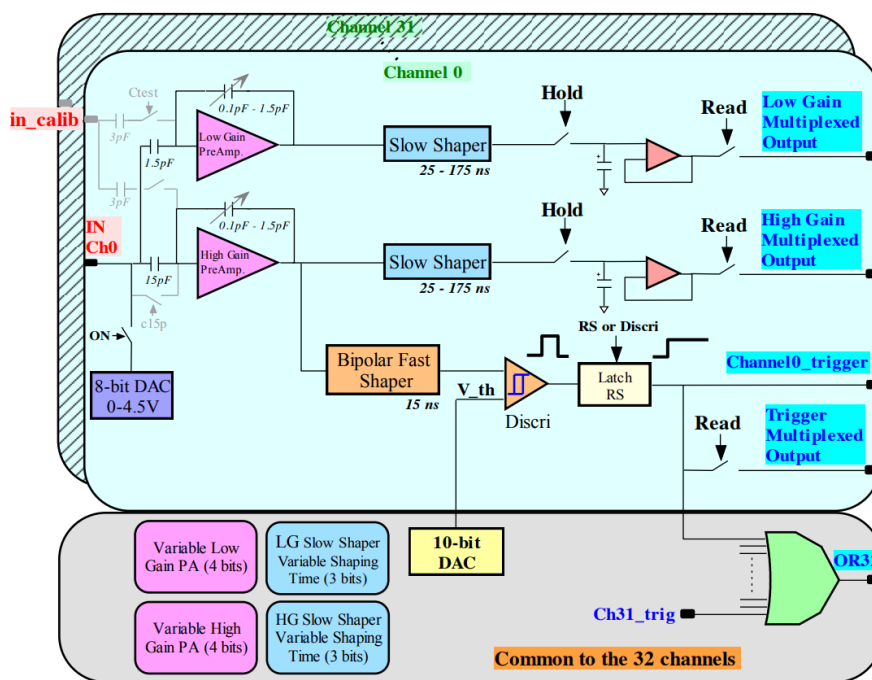 Channel 31
Channel 0
in_calib
Ctest
3pF
1.5pF
3pF
0.1pF - 1.5pF
Low Gain
PreAmp.
Slow Shaper
25 - 175 ns
Hold
Read
Low Gain
Multiplexed
Output
IN
Ch0
15pF
c15p
0.1pF - 1.5pF
High Gain
PreAmp.
Slow Shaper
25 - 175 ns
Hold
Read
High Gain
Multiplexed
Output
ON
8-bit DAC
0-4.5V
Bipolar Fast
Shaper
15 ns
V_th
Discri
RS or Discri
Latch
RS
Channel0_trigger
Read
Trigger
Multiplexed
Output
Variable Low
Gain PA (4 bits)
LG Slow Shaper
Variable Shaping
Time (3 bits)
10-bit
DAC
OR32
Variable High
Gain PA (4 bits)
HG Slow Shaper
Variable Shaping
Time (3 bits)
Ch31_trig
Common to the 32 channels